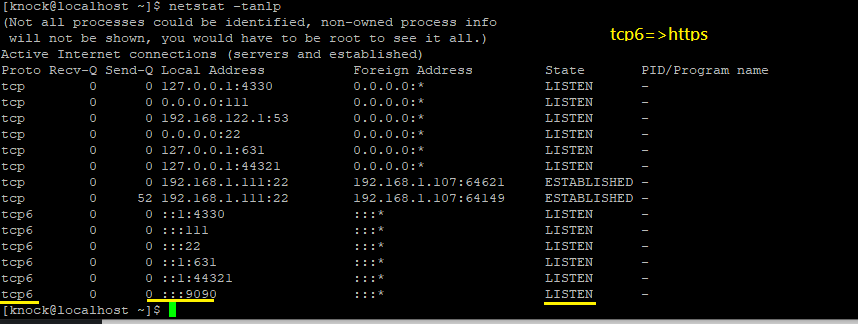 [knock@localhost ~]$ netstat -tanlp
(Not all processes could be identified, non-owned process info
will not be shown, you would have to be root to see it all.)
tcp6=>https
Active Internet connections (servers and established)
Proto Recv-Q Send-Q Local Address Foreign Address State PID/Program name
tcp 0 0 127.0.0.1:4330 0.0.0.0:* LISTEN -
tcp 0 0 0.0.0.0:111 0.0.0.0:* LISTEN -
tcp 0 0 192.168.122.1:53 0.0.0.0:* LISTEN -
tcp 0 0 0.0.0.0:22 0.0.0.0:* LISTEN -
tcp 0 0 127.0.0.1:631 0.0.0.0:* LISTEN -
tcp 0 0 127.0.0.1:44321 0.0.0.0:* LISTEN -
tcp 0 0 192.168.1.111:22 192.168.1.107:64621 ESTABLISHED -
tcp 0 52 192.168.1.111:22 192.168.1.107:64149 ESTABLISHED -
tcp6 0 0 ::1:4330 :::* LISTEN -
tcp6 0 0 :::111 :::* LISTEN -
tcp6 0 0 :::22 :::* LISTEN -
tcp6 0 0 ::1:631 :::* LISTEN -
tcp6 0 0 ::1:44321 :::* LISTEN -
tcp6 0 0 :::9090 :::* LISTEN -
[knock@localhost ~]$